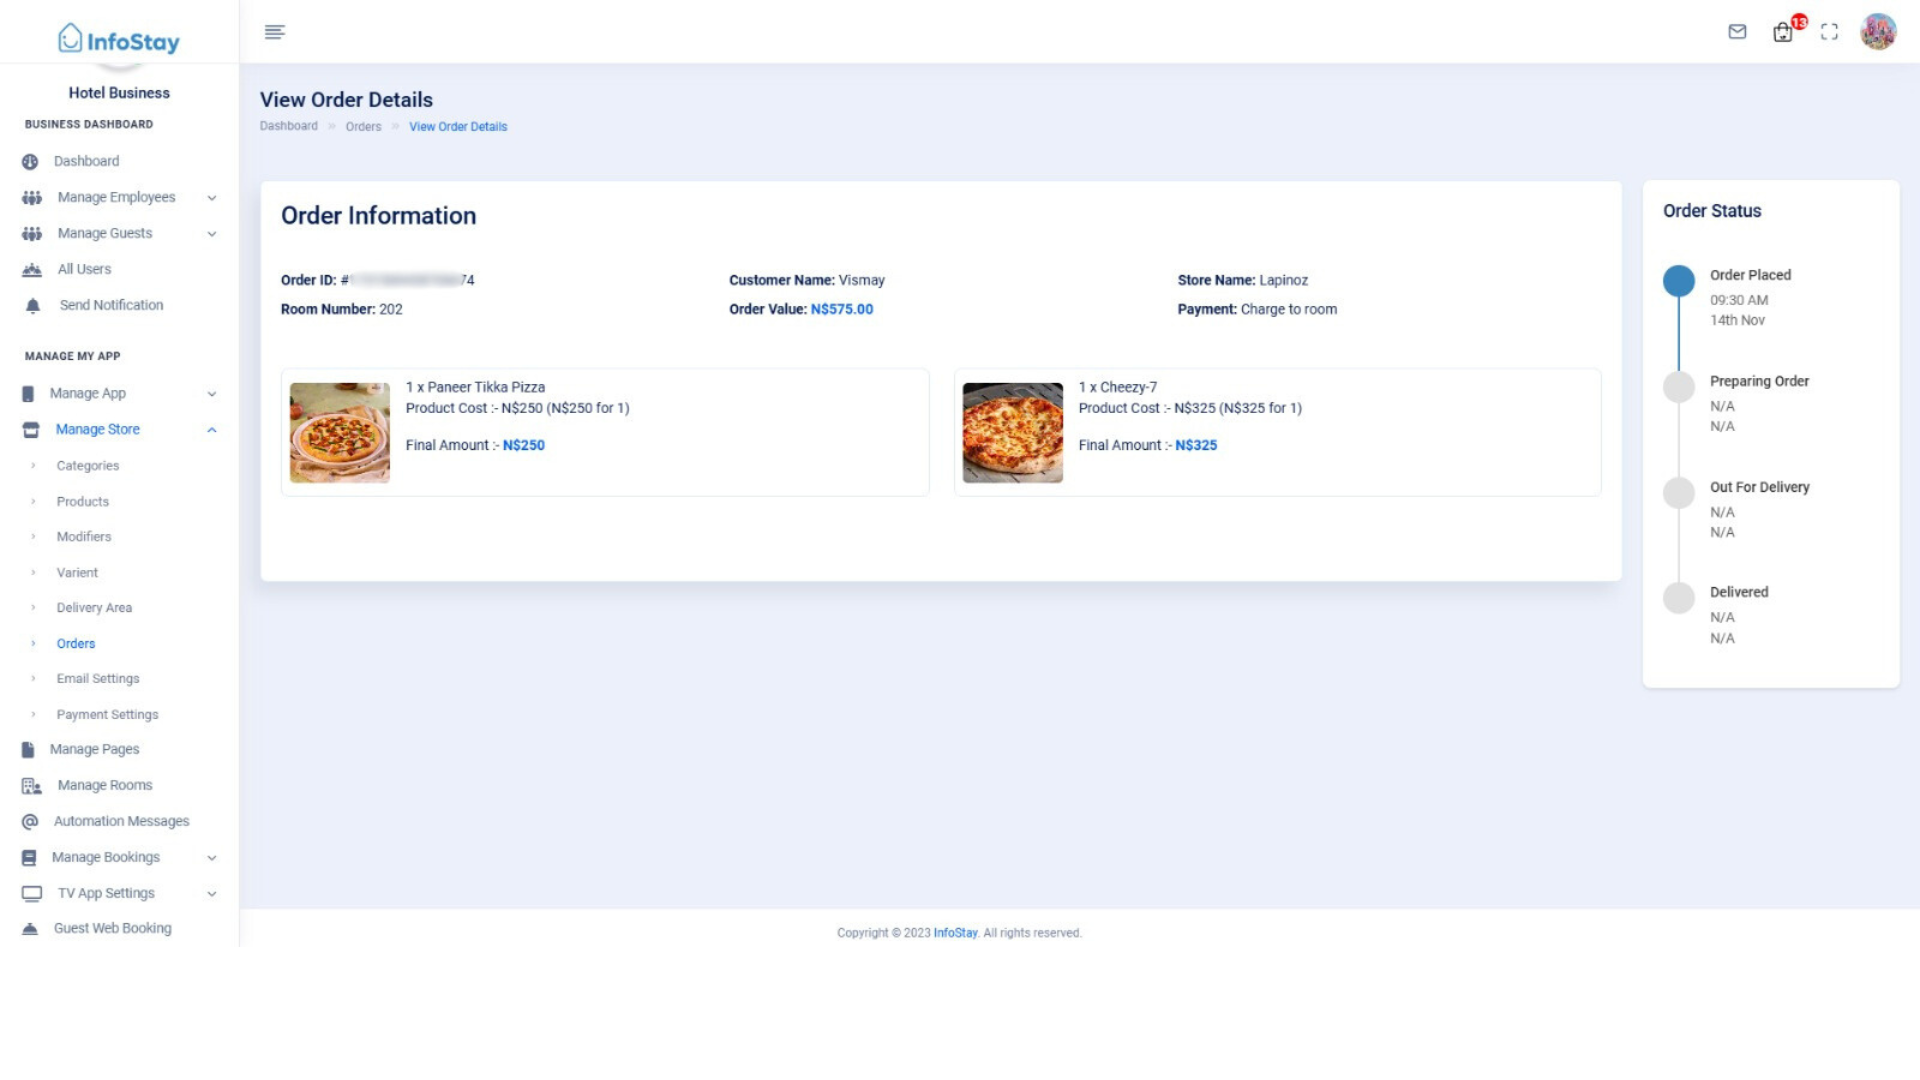 InfoStay
13
Hotel Business
BUSINESS DASHBOARD
Dashboard
Manage Employees
Manage Guests
All Users
Send Notification
MANAGE MY APP
Manage App
Manage Store
Categories
Products
Modifiers
Varient
Delivery Area
Orders
Email Settings
Payment Settings
Manage Pages
Manage Rooms
Automation Messages
Manage Bookings
TV App Settings
Guest Web Booking
View Order Details
Dashboard » Orders » View Order Details
Order Information
Order ID: # 74
Customer Name: Vismay
Store Name: Lapinoz
Room Number: 202
Order Value: N$575.00
Payment: Charge to room
1 x Paneer Tikka Pizza
Product Cost :- N$250 (N$250 for 1)
Final Amount :- N$250
1 x Cheezy-7
Product Cost :- N$325 (N$325 for 1)
Final Amount :- N$325
Order Status
Order Placed
09:30 AM
14th Nov
Preparing Order
N/A
N/A
Out For Delivery
N/A
N/A
Delivered
N/A
N/A
Copyright © 2023 InfoStay. All rights reserved.